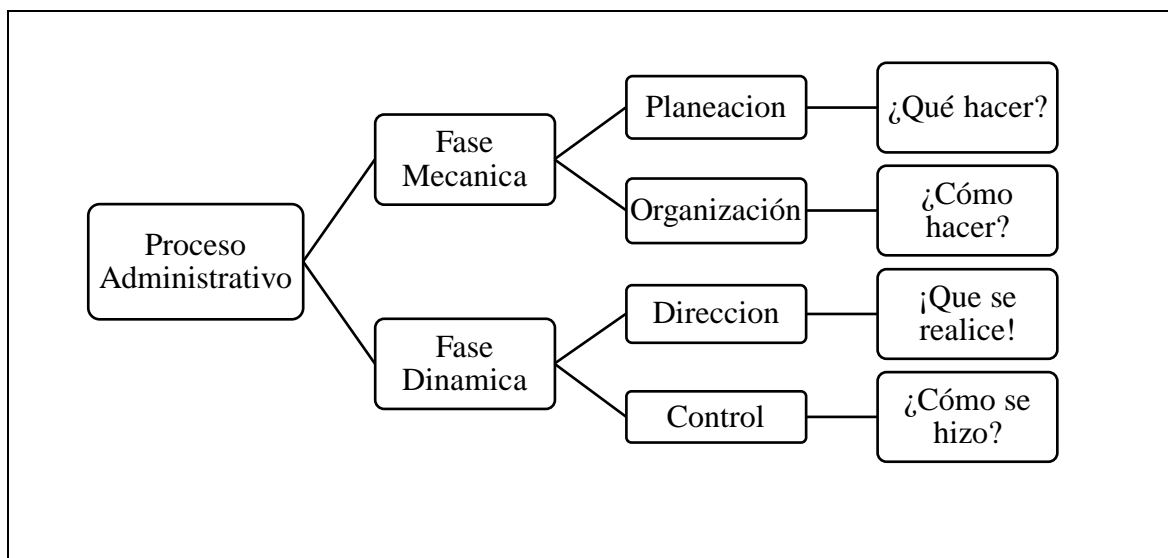 Proceso
Administrativo
Fase
Mecanica
Planeacion
¿Qué hacer?
Organización
¿Cómo
hacer?
Fase
Dinamica
Direccion
¡Que se
realice!
Control
¿Cómo se
hizo?